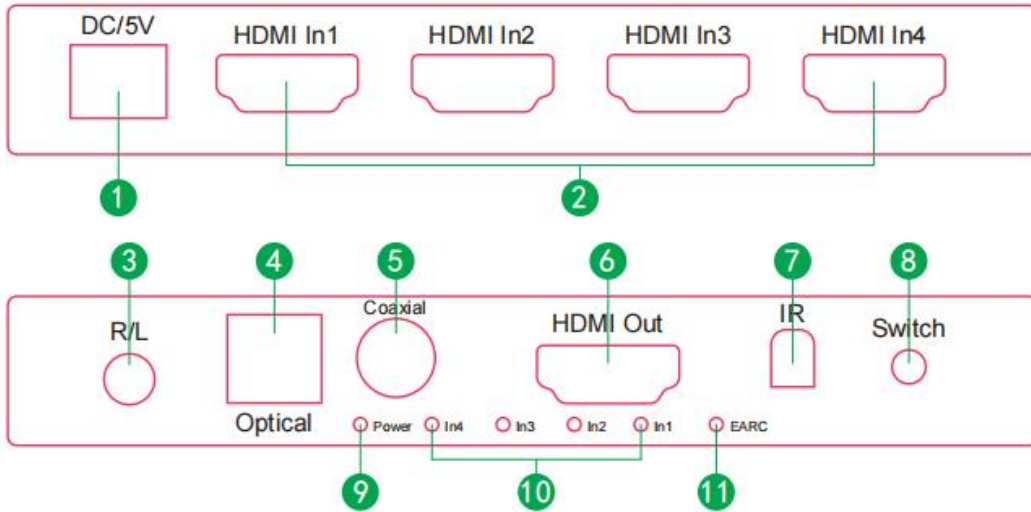 DC/5V
HDMI In1
HDMI In2
HDMI In3
HDMI In4
1
2
3
4
5
6
7
8
R/L
Coaxial
HDMI Out
IR
Switch
Optical
Power
In4
In3
In2
In1
EARC
9
10
11